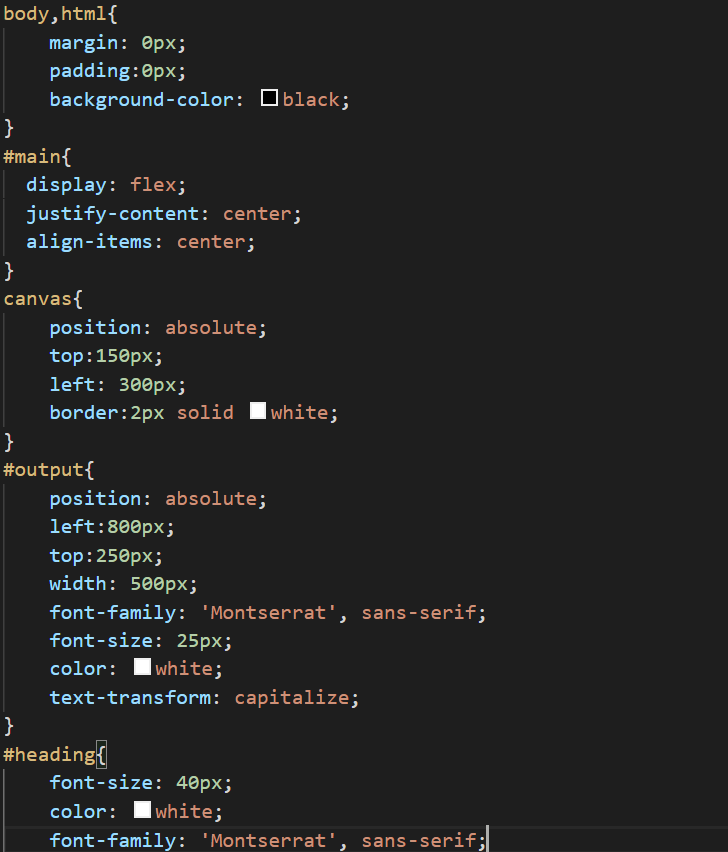 body,html{
    margin: 0px;
    padding:0px;
    background-color: black;
}
#main{
  display: flex;
  justify-content: center;
  align-items: center;
}
canvas{
    position: absolute;
    top:150px;
    left: 300px;
    border:2px solid white;
}
#output{
    position: absolute;
    left:800px;
    top:250px;
    width: 500px;
    font-family: 'Montserrat', sans-serif;
    font-size: 25px;
    color: white;
    text-transform: capitalize;
}
#heading{
    font-size: 40px;
    color: white;
    font-family: 'Montserrat', sans-serif;